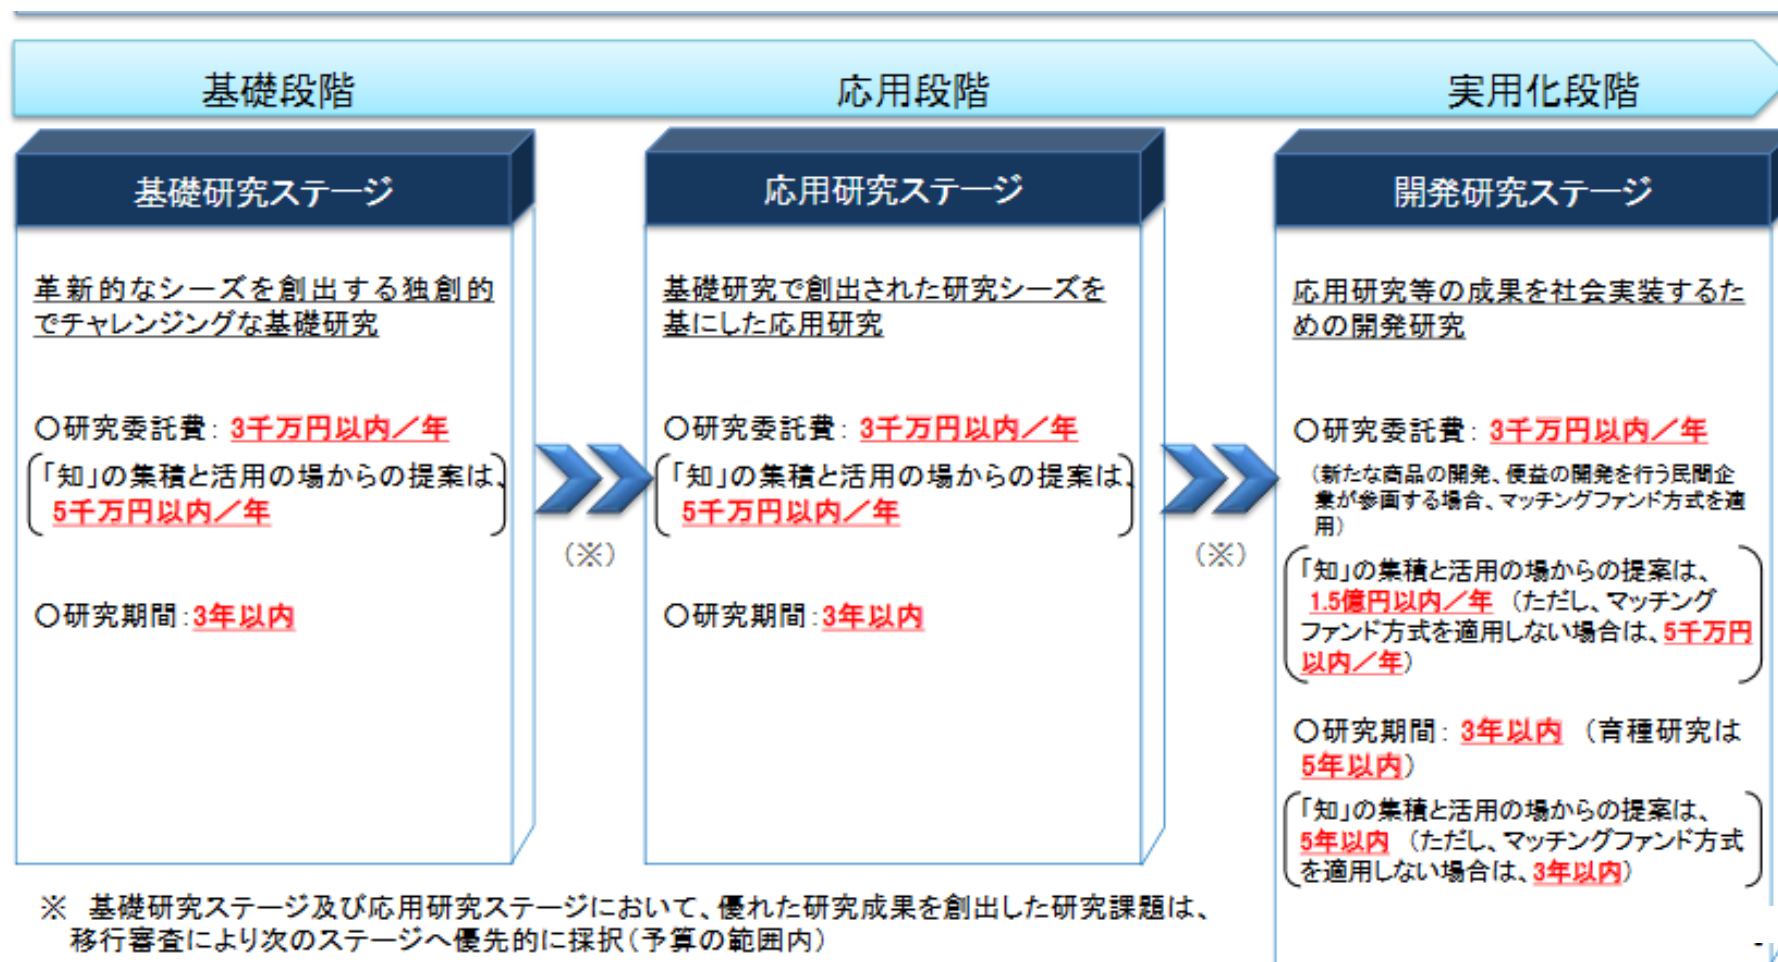 基礎段階
応用段階
実用化段階
基礎研究ステージ
革新的なシーズを創出する独創的
でチャレンジングな基礎研究
〇研究委託費：3千万円以内／年
「知」の集積と活用の場からの提案は、
5千万円以内／年
〇研究期間：3年以内
（※）
応用研究ステージ
基礎研究で創出された研究シーズを
基にした応用研究
〇研究委託費：3千万円以内／年
「知」の集積と活用の場からの提案は、
5千万円以内／年
〇研究期間：3年以内
（※）
開発研究ステージ
応用研究等の成果を社会実装するた
めの開発研究
〇研究委託費：3千万円以内／年
（新たな商品の開発、便益の開発を行う民間企
業が参画する場合、マッチングファンド方式を適
用）
「知」の集積と活用の場からの提案は、
1.5億円以内／年（ただし、マッチング
ファンド方式を適用しない場合は、5千万円
以内／年）
〇研究期間：3年以内（育種研究は
5年以内）
「知」の集積と活用の場からの提案は、
5年以内（ただし、マッチングファンド方式
を適用しない場合は、3年以内）
※　基礎研究ステージ及び応用研究ステージにおいて、優れた研究成果を創出した研究課題は、
移行審査により次のステージへ優先的に採択（予算の範囲内）